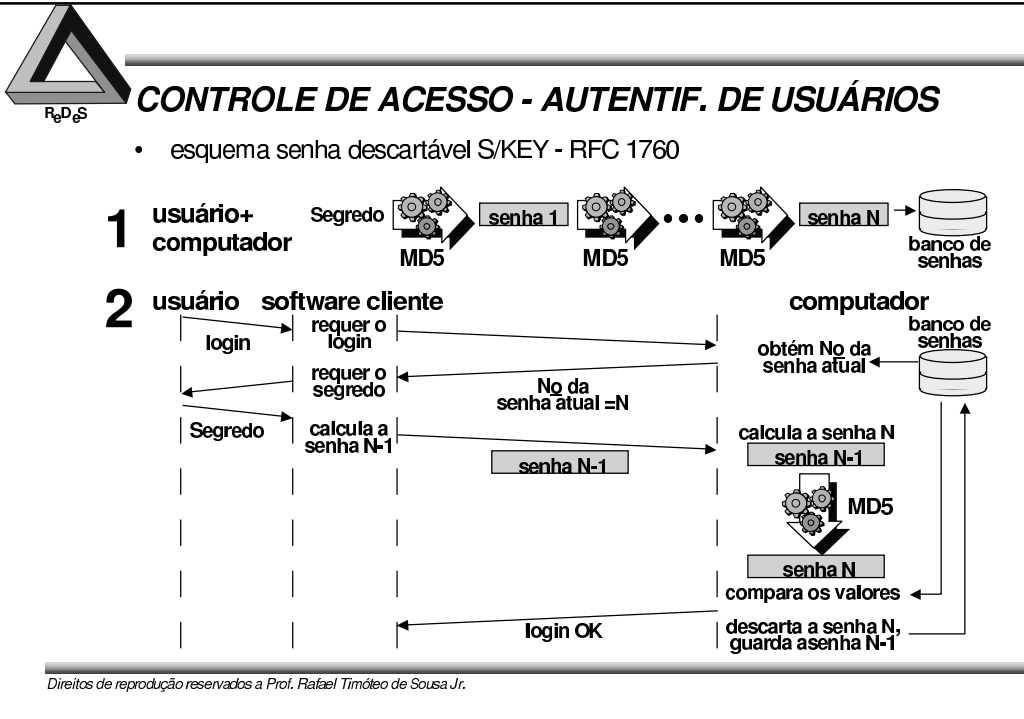 ReDeS
CONTROLE DE ACESSO - AUTENTIF. DE USUÁRIOS
• esquema senha descartável S/KEY - RFC 1760
1
usuário+
computador
Segredo
MD5
senha 1
MD5
•••
MD5
senha N
banco de
senhas
2
usuário
software cliente
computador
login
requer o
login
banco de
senhas
obtém No da
senha atual
requer o
segredo
No da
senha atual =N
Segredo
calcula a
senha N-1
senha N-1
calcula a senha N
senha N-1
MD5
senha N
compara os valores
login OK
descarta a senha N,
guarda asenha N-1
Direitos de reprodução reservados a Prof. Rafael Timóteo de Sousa Jr.